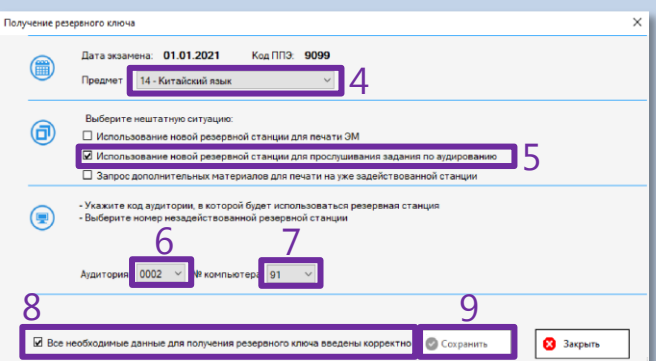 Получение резервного ключа
Дата экзамена: 01.01.2021 Код ППЭ: 9099
Предмет 14 - Китайский язык 4
Выберите нештатную ситуацию:
Использование новой резервной станции для печати ЭМ
Использование новой резервной станции для прослушивания задания по аудированию 5
Запрос дополнительных материалов для печати на уже задействованной станции
- Укажите код аудитории, в которой будет использоваться резервная станция
- Выберите номер незадействованной резервной станции
6 7
Аудитория 0002 № компьютера 91
8 9
Все необходимые данные для получения резервного ключа введены корректно Сохранить Закрыть